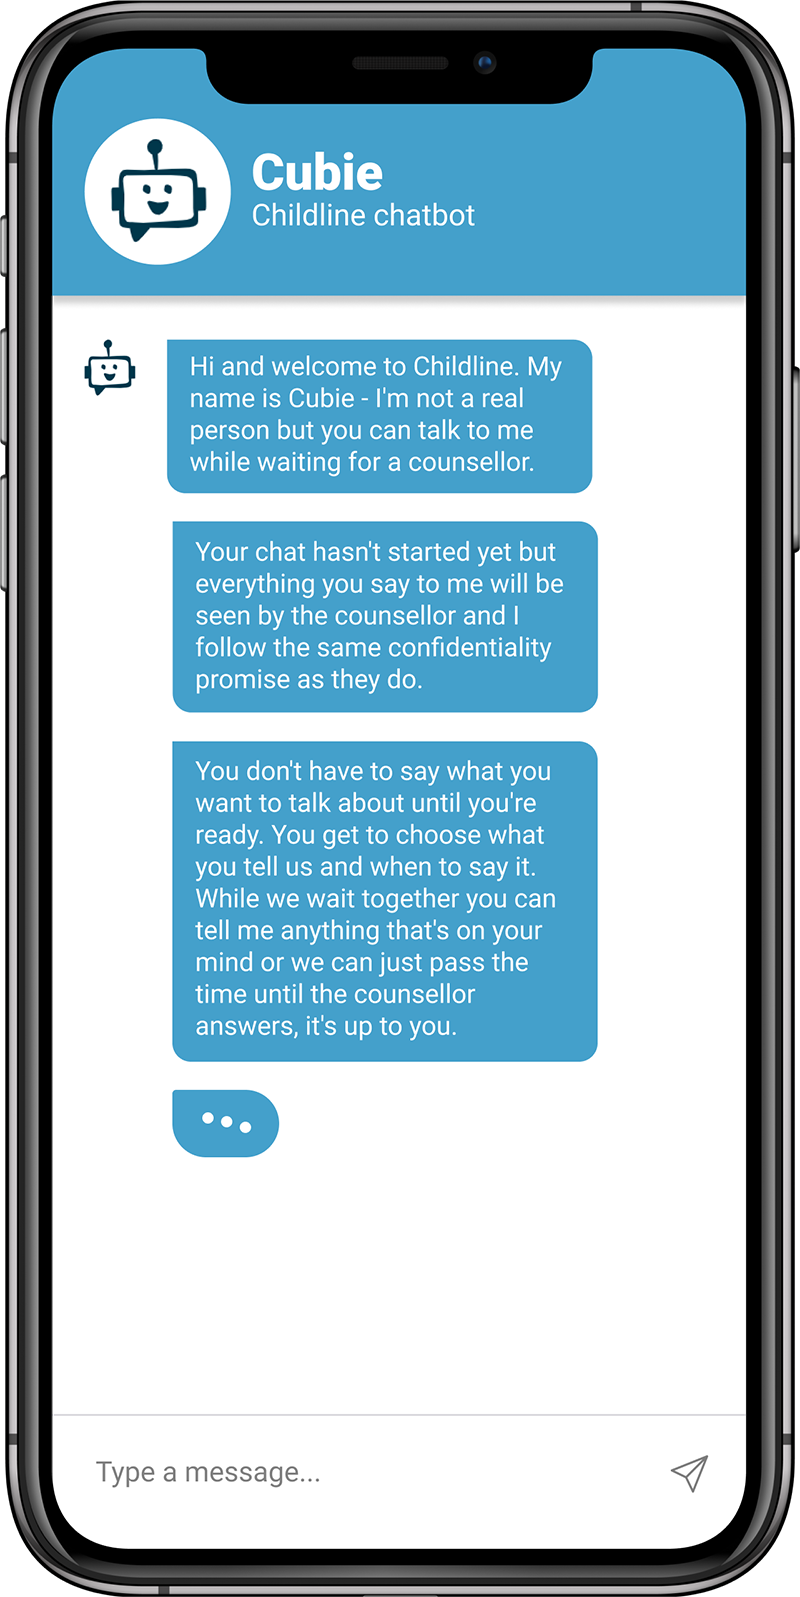 Cubie
Childline chatbot
Hi and welcome to Childline. My
name is Cubie - I'm not a real
person but you can talk to me
while waiting for a counsellor.
Your chat hasn't started yet but
everything you say to me will be
seen by the counsellor and I
follow the same confidentiality
promise as they do.
You don't have to say what you
want to talk about until you're
ready. You get to choose what
you tell us and when to say it.
While we wait together you can
tell me anything that's on your
mind or we can just pass the
time until the counsellor
answers, it's up to you.
Type a message...